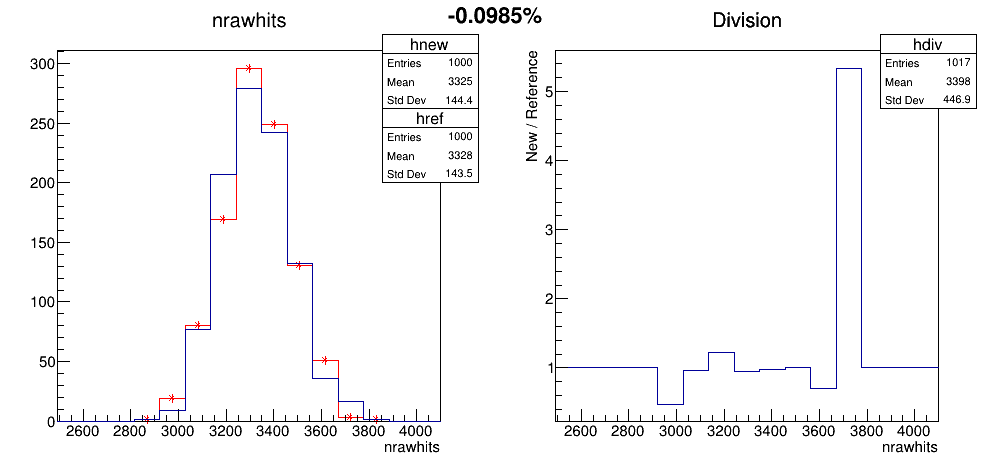 -0.0985%
nrawhits
hnew
Entries 1000
Mean 3325
Std Dev 144.4
href
Entries 1000
Mean 3328
Std Dev 143.5
300
250
200
150
100
50
0
2600 2800 3000 3200 3400 3600 3800 4000
nrawhits
Division
hdiv
Entries 1017
Mean 3398
Std Dev 446.9
New / Reference
5
4
3
2
1
2600 2800 3000 3200 3400 3600 3800 4000
nrawhits